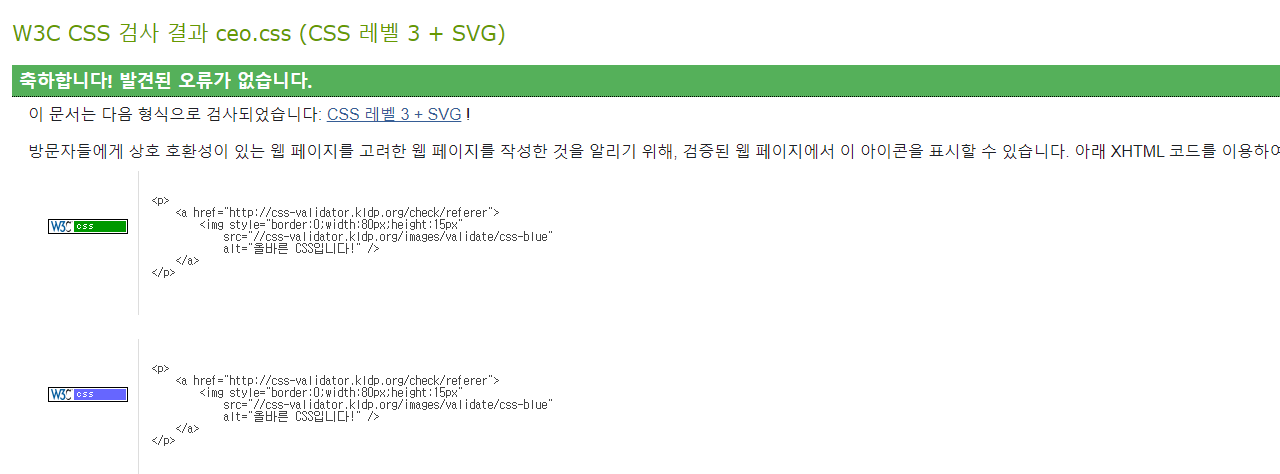 W3C CSS 검사 결과 ceo.css (CSS 레벨 3 + SVG)
축하합니다! 발견된 오류가 없습니다.
이 문서는 다음 형식으로 검사되었습니다: CSS 레벨 3 + SVG !
방문자들에게 상호 호환성이 있는 웹 페이지를 고려한 웹 페이지를 작성한 것을 알리기 위해, 검증된 웹 페이지에서 이 아이콘을 표시할 수 있습니다. 아래 XHTML 코드를 이용하여
W3C css
<p>
<a href="http://css-validator.kldp.org/check/referer">
<img style="border:0;width:80px;height:15px"
src="//css-validator.kldp.org/images/validate/css-blue"
alt="올바른 CSS입니다!" />
</a>
</p>
W3C css
<p>
<a href="http://css-validator.kldp.org/check/referer">
<img style="border:0;width:80px;height:15px"
src="//css-validator.kldp.org/images/validate/css-blue"
alt="올바른 CSS입니다!" />
</a>
</p>